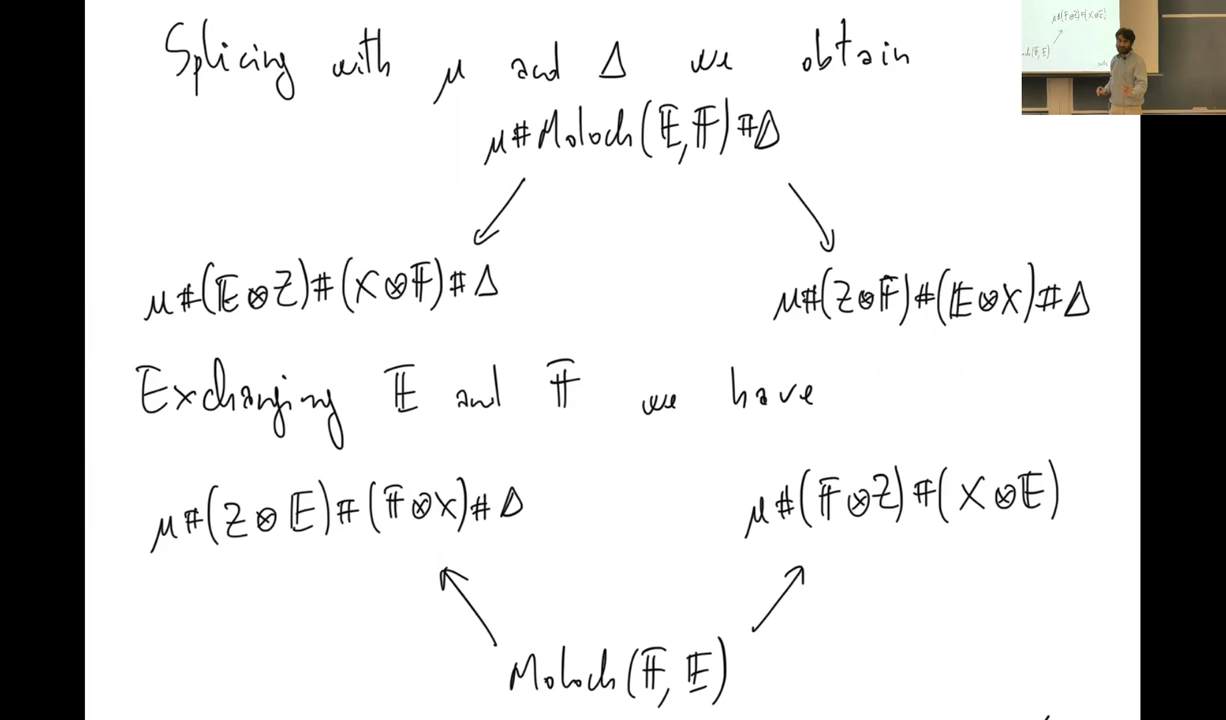 Splicing with μ and Δ we obtain
μ#Moloch(𝔼,𝔽)#Δ
μ#(𝔼⊗Z)#(X⊗𝔽)#Δ
μ#(Z⊗𝔽)#(𝔼⊗X)#Δ
Exchanging 𝔼 and 𝔽 we have
μ#(Z⊗𝔼)#(𝔽⊗X)#Δ
μ#(𝔽⊗Z)#(X⊗𝔼)
Moloch(𝔽,𝔼)